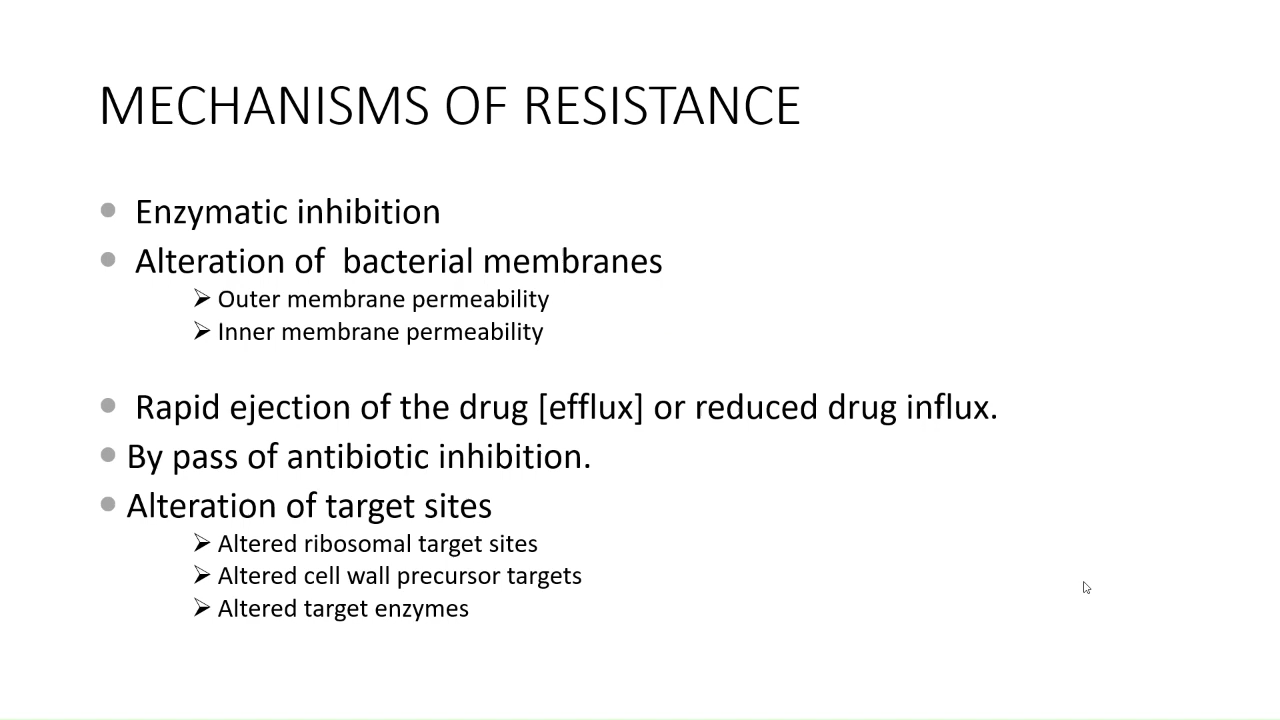 MECHANISMS OF RESISTANCE
• Enzymatic inhibition
• Alteration of  bacterial membranes
➢ Outer membrane permeability
➢ Inner membrane permeability
• Rapid ejection of the drug [efflux] or reduced drug influx.
• By pass of antibiotic inhibition.
• Alteration of target sites
➢ Altered ribosomal target sites
➢ Altered cell wall precursor targets
➢ Altered target enzymes